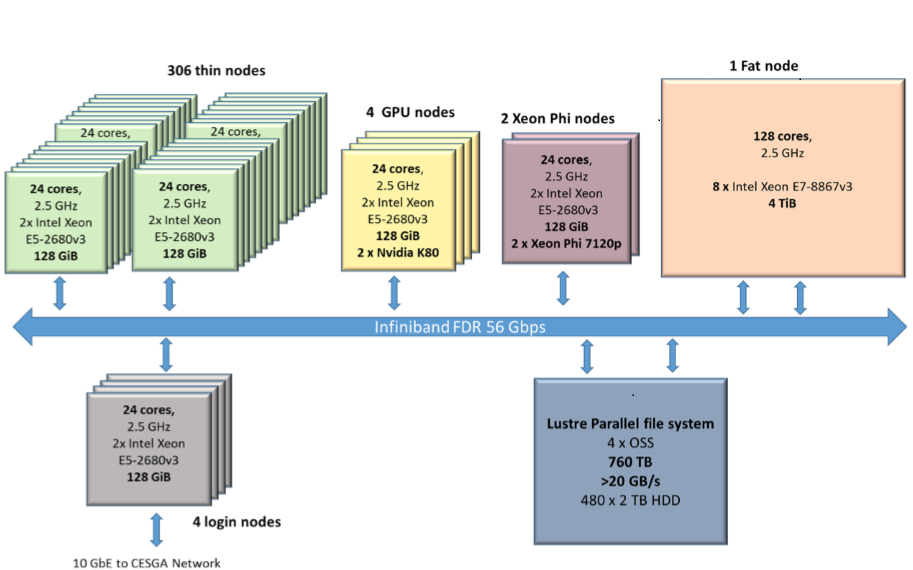 306 thin nodes
24 cores,
24 cores,
24 cores,
2.5 GHz
2x Intel Xeon
E5-2680v3
128 GiB
24 cores,
2.5 GHz
2x Intel Xeon
E5-2680v3
128 GiB
4 GPU nodes
24 cores,
2.5 GHz
2x Intel Xeon
E5-2680v3
128 GiB
2 x Nvidia K80
2 Xeon Phi nodes
24 cores,
2.5 GHz
2x Intel Xeon
E5-2680v3
128 GiB
2 x Xeon Phi 7120p
1 Fat node
128 cores,
2.5 GHz
8 x Intel Xeon E7-8867v3
4 TiB
Infiniband FDR 56 Gbps
24 cores,
2.5 GHz
2x Intel Xeon
E5-2680v3
128 GiB
4 login nodes
10 GbE to CESGA Network
Lustre Parallel file system
4 x OSS
760 TB
>20 GB/s
480 x 2 TB HDD